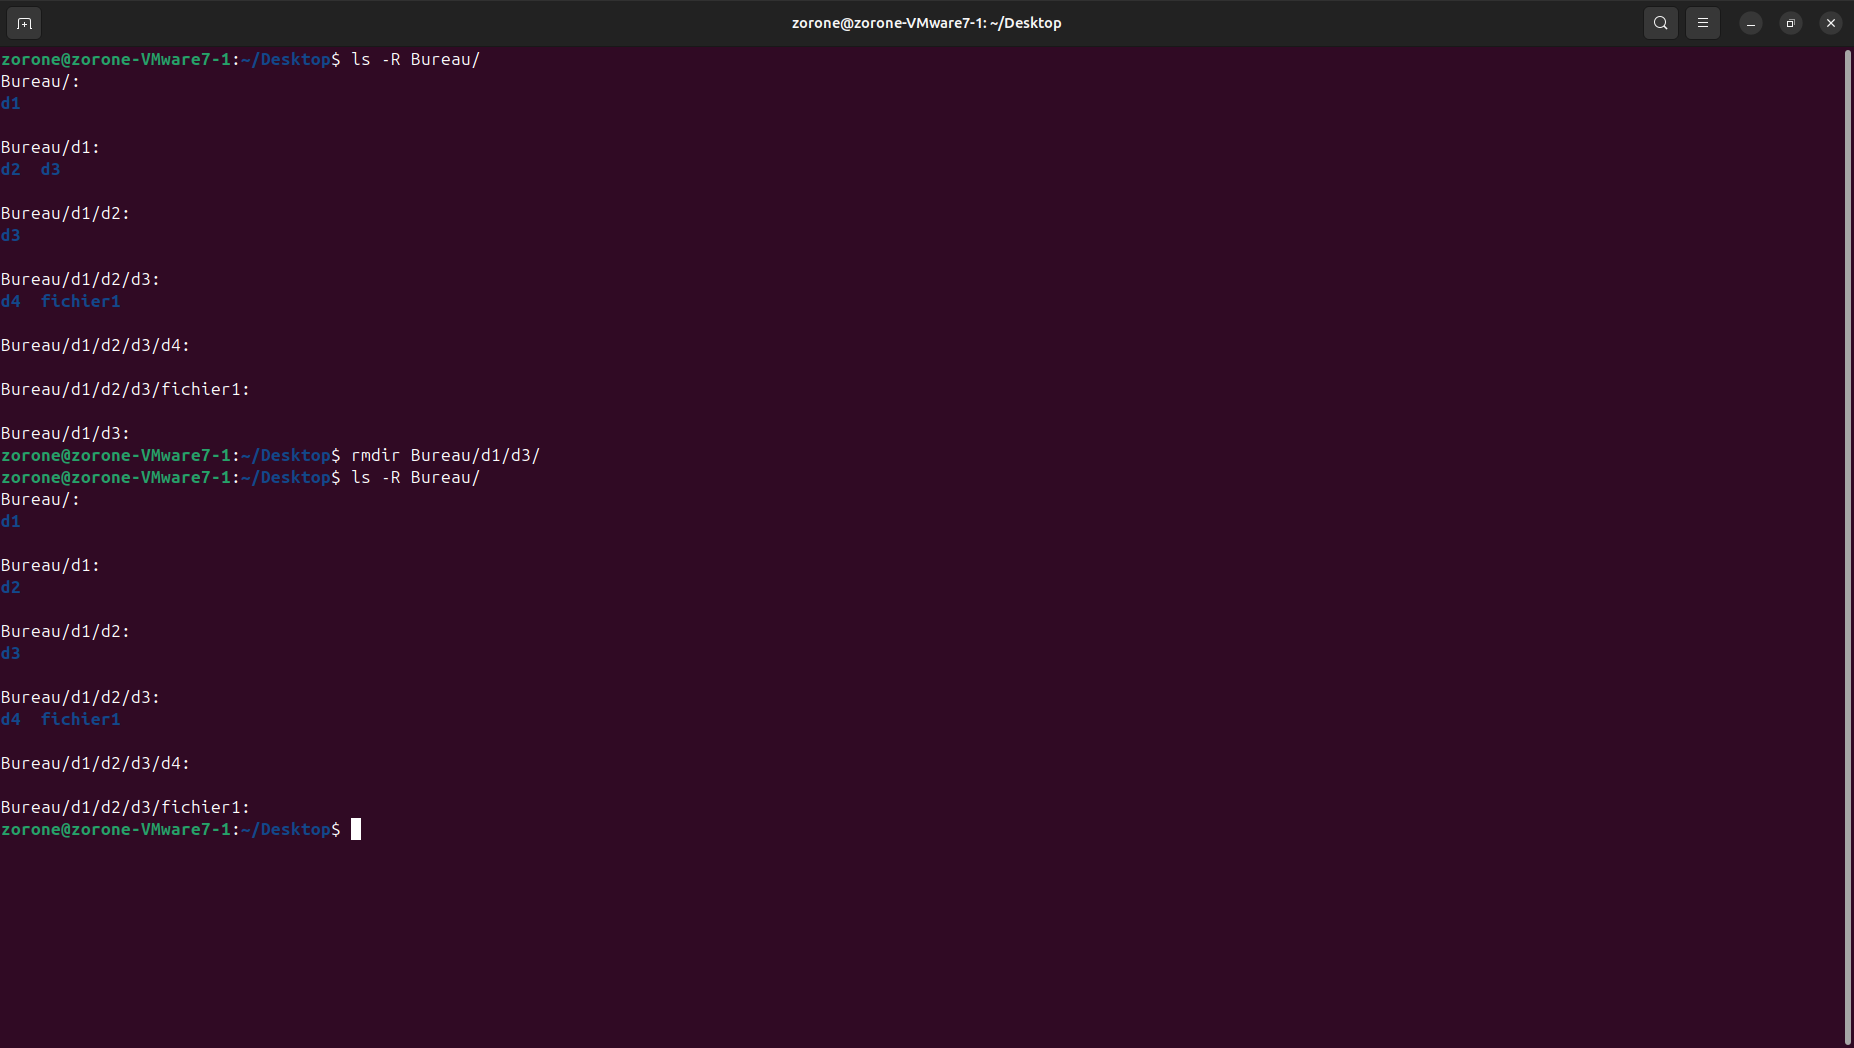 zorone@zorone-VMware7-1: ~/Desktop
zorone@zorone-VMware7-1:~/Desktop$ ls -R Bureau/
Bureau/:
d1
Bureau/d1:
d2  d3
Bureau/d1/d2:
d3
Bureau/d1/d2/d3:
d4  fichier1
Bureau/d1/d2/d3/d4:
Bureau/d1/d2/d3/fichier1:
Bureau/d1/d3:
zorone@zorone-VMware7-1:~/Desktop$ rmdir Bureau/d1/d3/
zorone@zorone-VMware7-1:~/Desktop$ ls -R Bureau/
Bureau/:
d1
Bureau/d1:
d2
Bureau/d1/d2:
d3
Bureau/d1/d2/d3:
d4  fichier1
Bureau/d1/d2/d3/d4:
Bureau/d1/d2/d3/fichier1:
zorone@zorone-VMware7-1:~/Desktop$